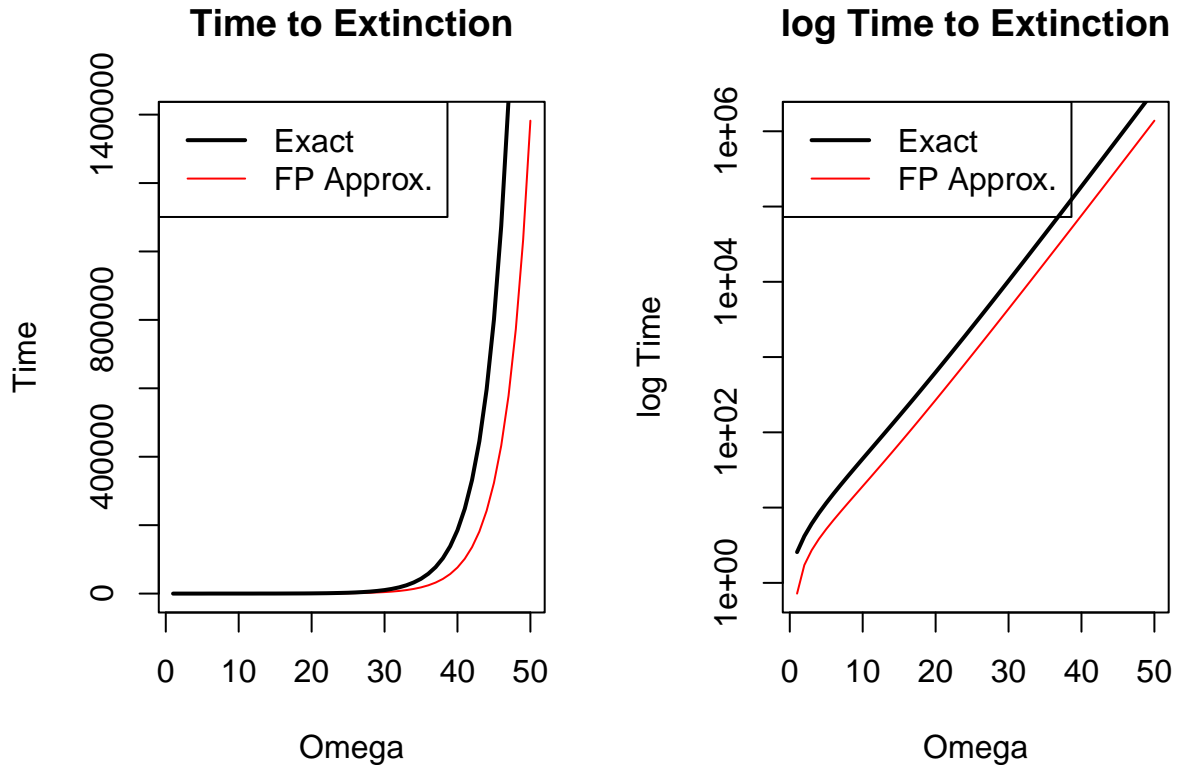 Time to Extinction
Exact
FP Approx.
Time
0
400000
800000
1400000
0 10 20 30 40 50
Omega
log Time to Extinction
Exact
FP Approx.
log Time
1e+00
1e+02
1e+04
1e+06
0 10 20 30 40 50
Omega